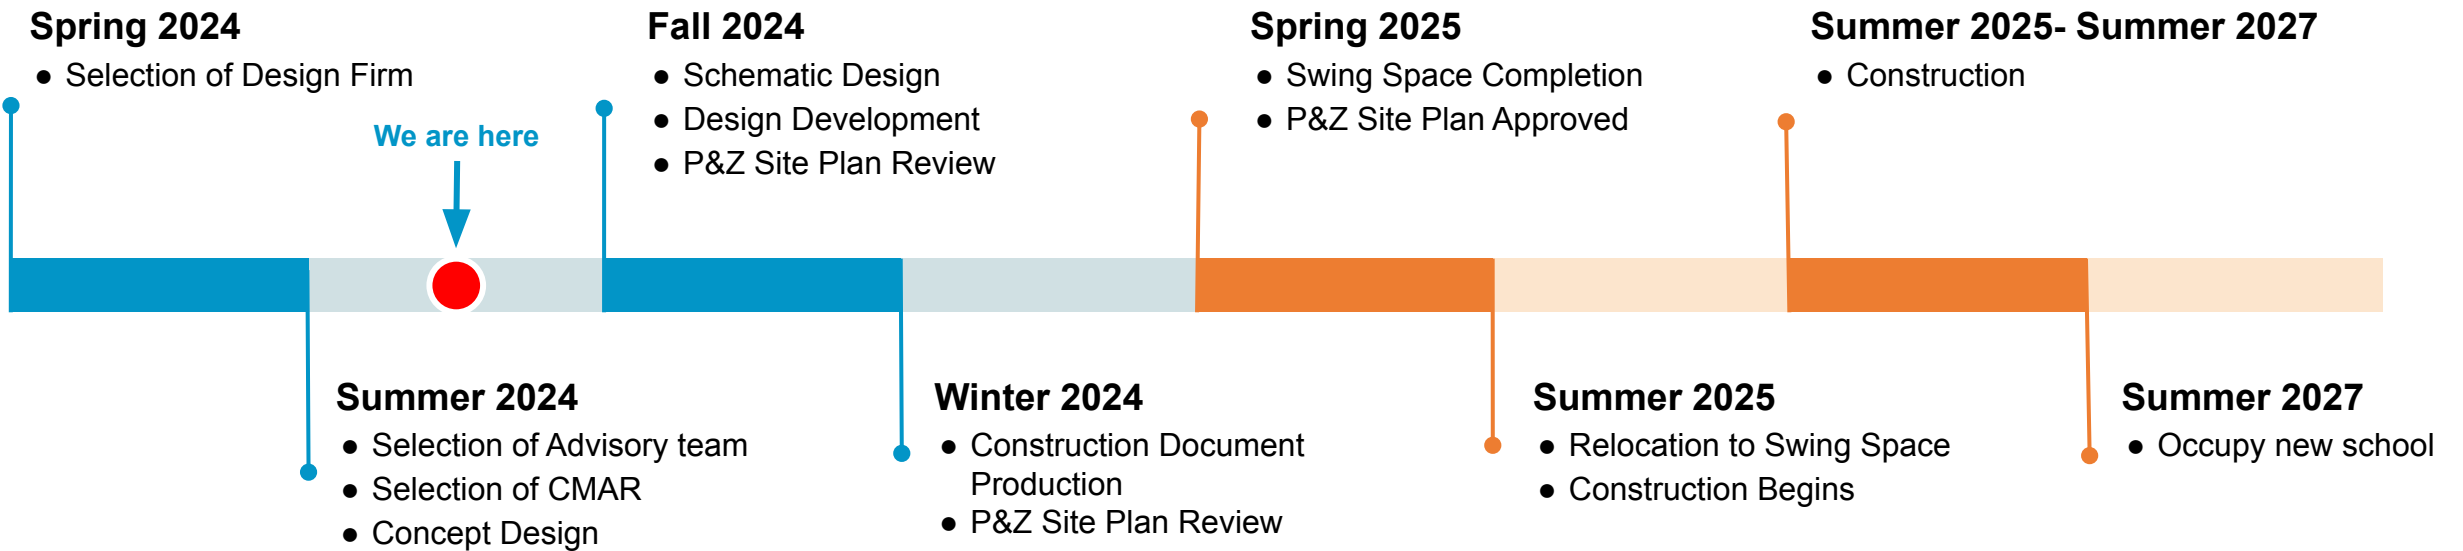 Spring 2024
● Selection of Design Firm
We are here
Fall 2024
● Schematic Design
● Design Development
● P&Z Site Plan Review
Spring 2025
● Swing Space Completion
● P&Z Site Plan Approved
Summer 2025- Summer 2027
● Construction
Summer 2024
● Selection of Advisory team
● Selection of CMAR
● Concept Design
Winter 2024
● Construction Document
Production
● P&Z Site Plan Review
Summer 2025
● Relocation to Swing Space
● Construction Begins
Summer 2027
● Occupy new school